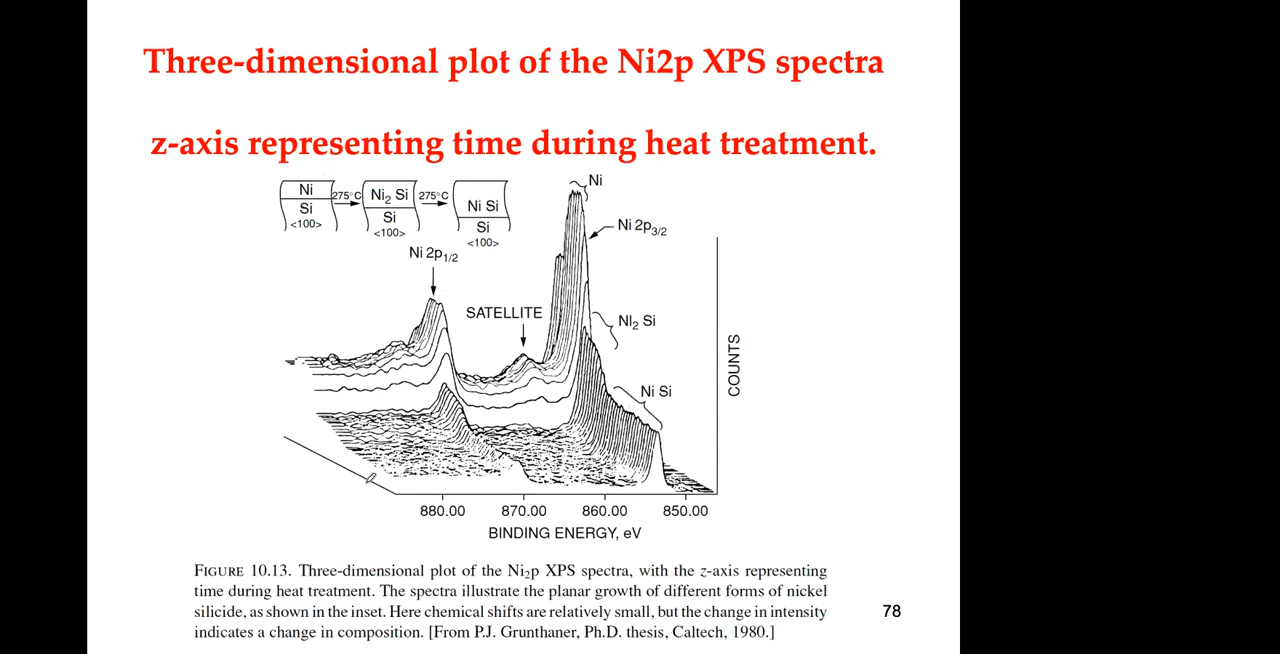 Three-dimensional plot of the Ni2p XPS spectra
z-axis representing time during heat treatment.
Ni
Si
<100>
275°C
Ni₂ Si
Si
<100>
275°C
Ni Si
Si
<100>
Ni
Ni 2p₃/₂
Ni 2p₁/₂
SATELLITE
NI₂ Si
Ni Si
COUNTS
880.00 870.00 860.00 850.00
BINDING ENERGY, eV
FIGURE 10.13. Three-dimensional plot of the Ni₂p XPS spectra, with the z-axis representing
time during heat treatment. The spectra illustrate the planar growth of different forms of nickel
silicide, as shown in the inset. Here chemical shifts are relatively small, but the change in intensity
indicates a change in composition. [From P.J. Grunthaner, Ph.D. thesis, Caltech, 1980.]
78